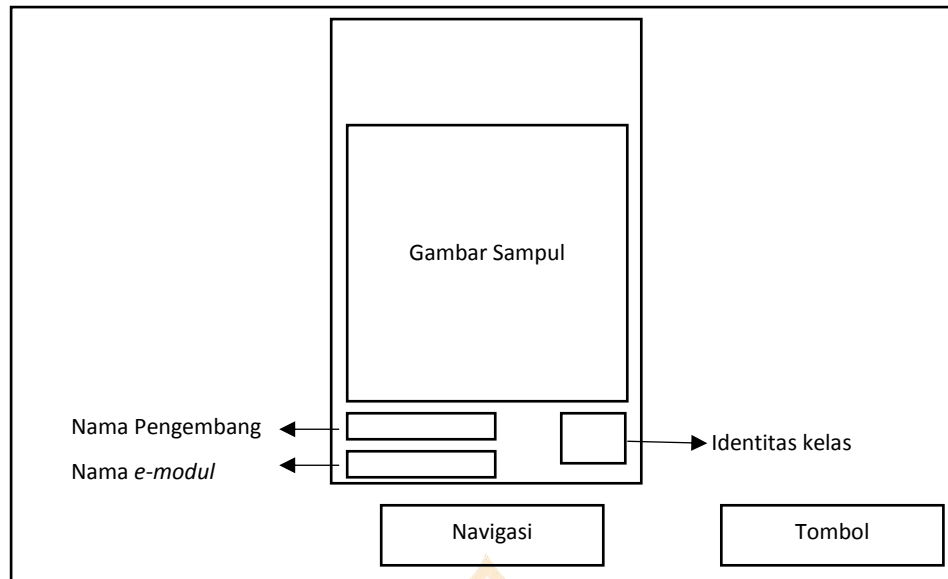 Gambar Sampul
Nama Pengembang
Identitas kelas
Nama e-modul
Navigasi
Tombol